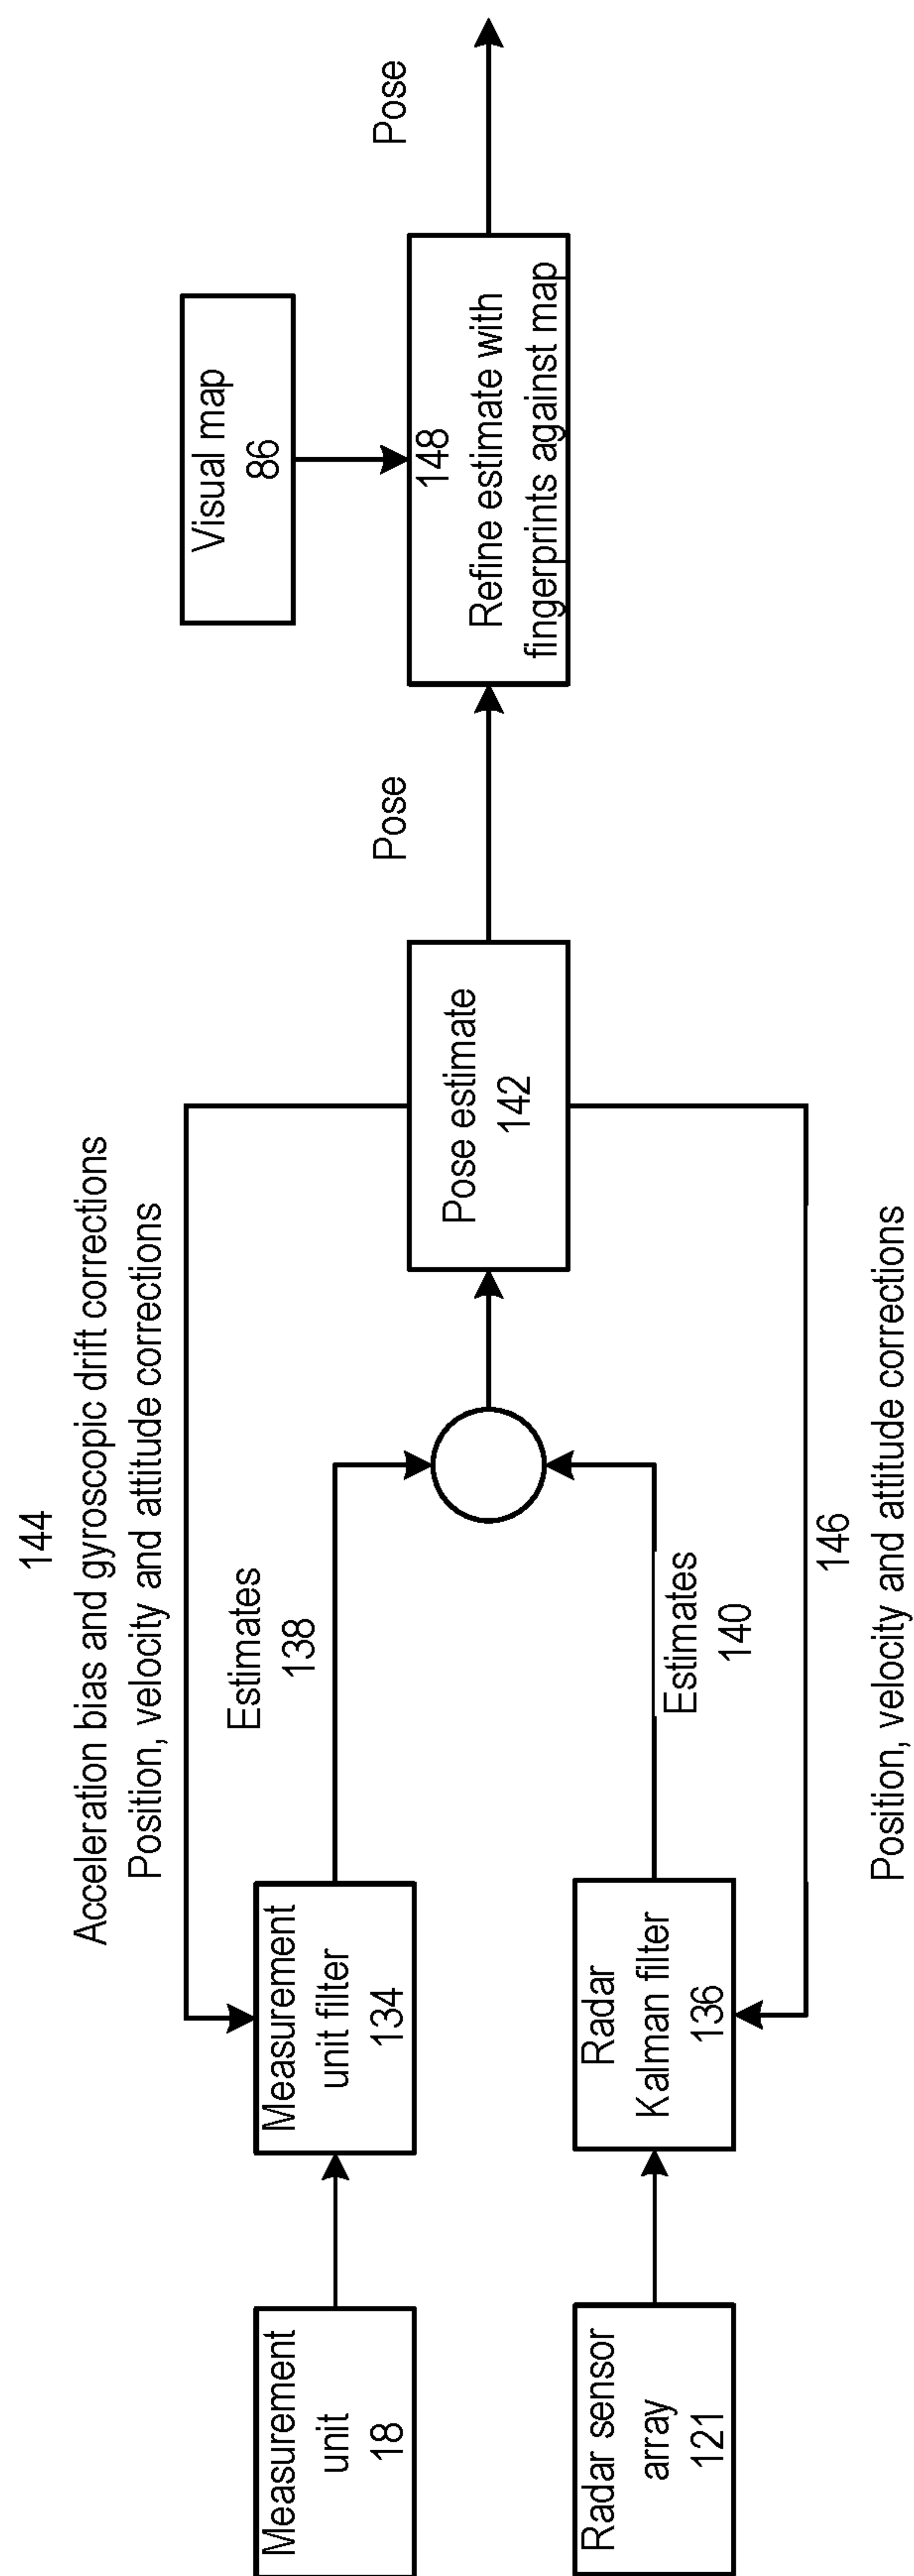 144
Acceleration bias and gyroscopic drift corrections
Position, velocity and attitude corrections
Measurement
unit
18
Measurement
unit filter
134
Estimates
138
Radar sensor
array
121
Radar
Kalman filter
136
Estimates
140
146
Position, velocity and attitude corrections
Pose estimate
142
Pose
Visual map
86
148
Refine estimate with
fingerprints against map
Pose